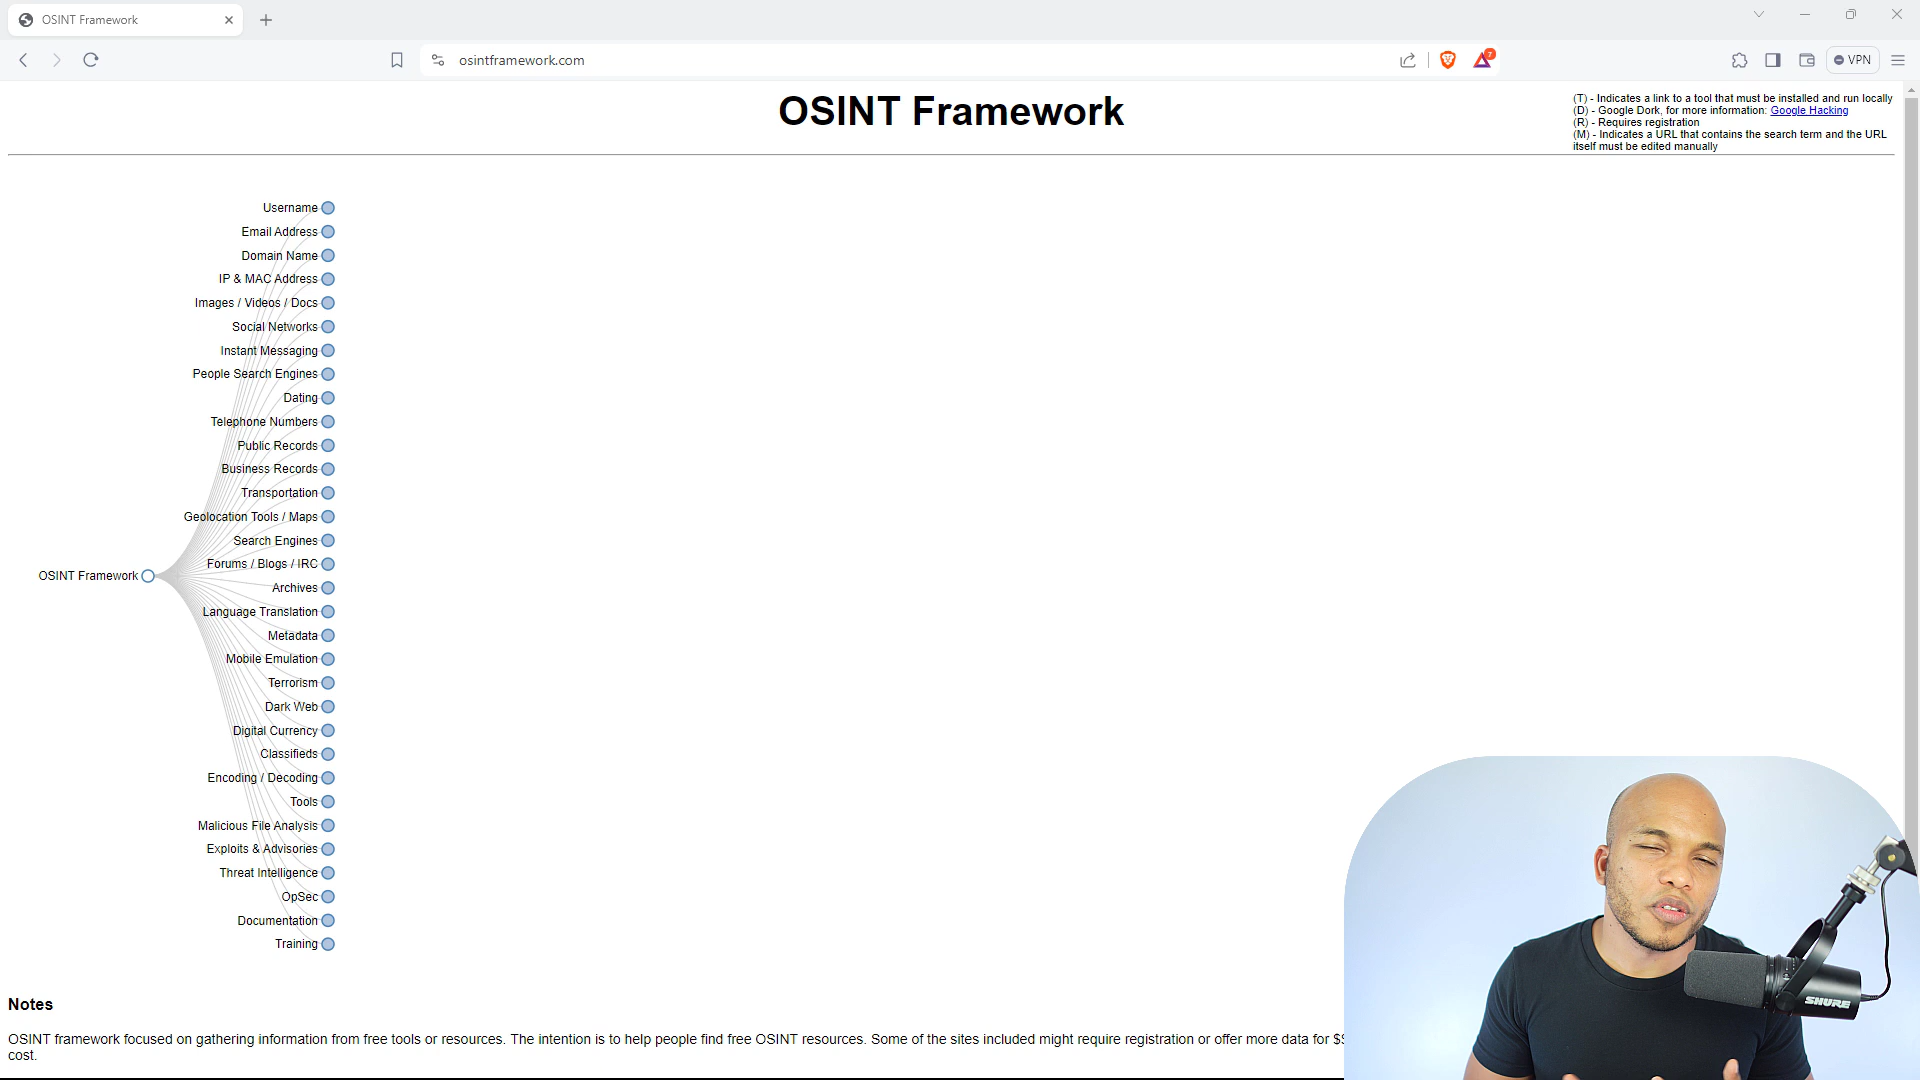 OSINT Framework
osintframework.com
7
VPN
OSINT Framework
(T) - Indicates a link to a tool that must be installed and run locally
(D) - Google Dork, for more information: Google Hacking
(R) - Requires registration
(M) - Indicates a URL that contains the search term and the URL
itself must be edited manually
Username
Email Address
Domain Name
IP & MAC Address
Images / Videos / Docs
Social Networks
Instant Messaging
People Search Engines
Dating
Telephone Numbers
Public Records
Business Records
Transportation
Geolocation Tools / Maps
Search Engines
Forums / Blogs / IRC
OSINT Framework
Archives
Language Translation
Metadata
Mobile Emulation
Terrorism
Dark Web
Digital Currency
Classifieds
Encoding / Decoding
Tools
Malicious File Analysis
Exploits & Advisories
Threat Intelligence
OpSec
Documentation
Training
SHURE
Notes
OSINT framework focused on gathering information from free tools or resources. The intention is to help people find free OSINT resources. Some of the sites included might require registration or offer more data for $
cost.